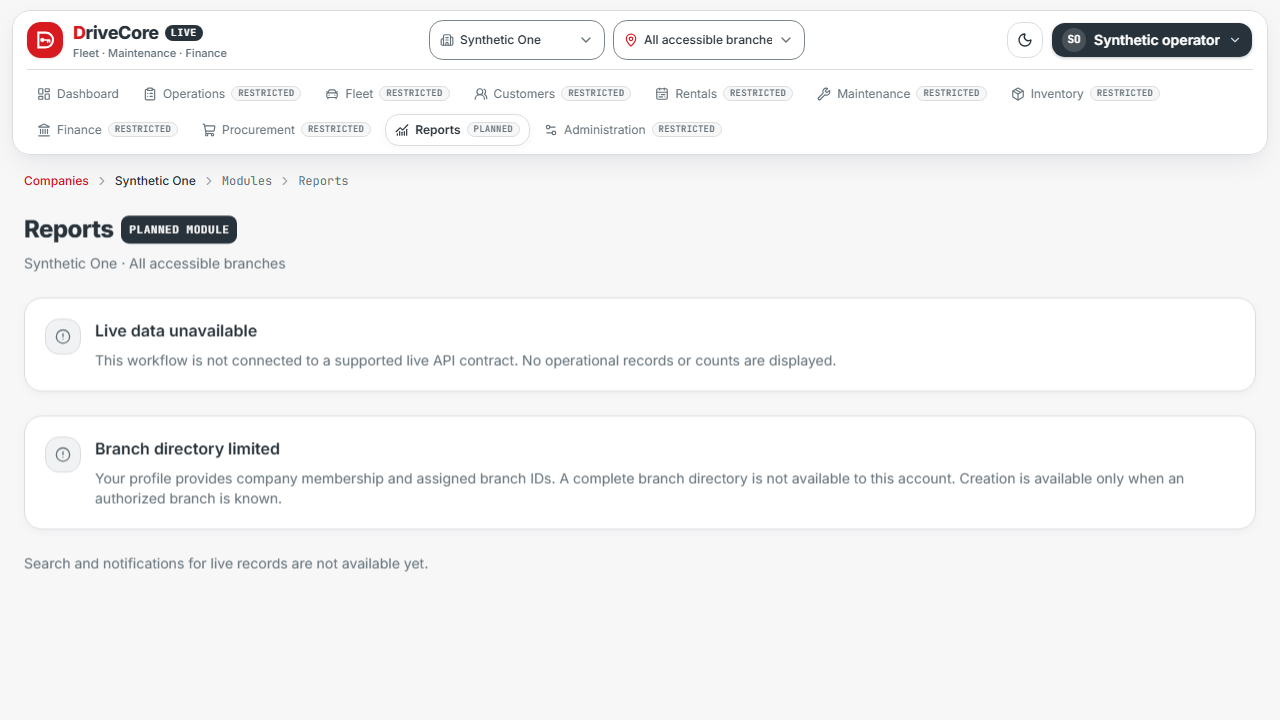 DriveCore LIVE
Fleet · Maintenance · Finance
Synthetic One
All accessible branche
SO Synthetic operator
Dashboard
Operations RESTRICTED
Fleet RESTRICTED
Customers RESTRICTED
Rentals RESTRICTED
Maintenance RESTRICTED
Inventory RESTRICTED
Finance RESTRICTED
Procurement RESTRICTED
Reports PLANNED
Administration RESTRICTED
Companies > Synthetic One > Modules > Reports
Reports PLANNED MODULE
Synthetic One · All accessible branches
Live data unavailable
This workflow is not connected to a supported live API contract. No operational records or counts are displayed.
Branch directory limited
Your profile provides company membership and assigned branch IDs. A complete branch directory is not available to this account. Creation is available only when an
authorized branch is known.
Search and notifications for live records are not available yet.